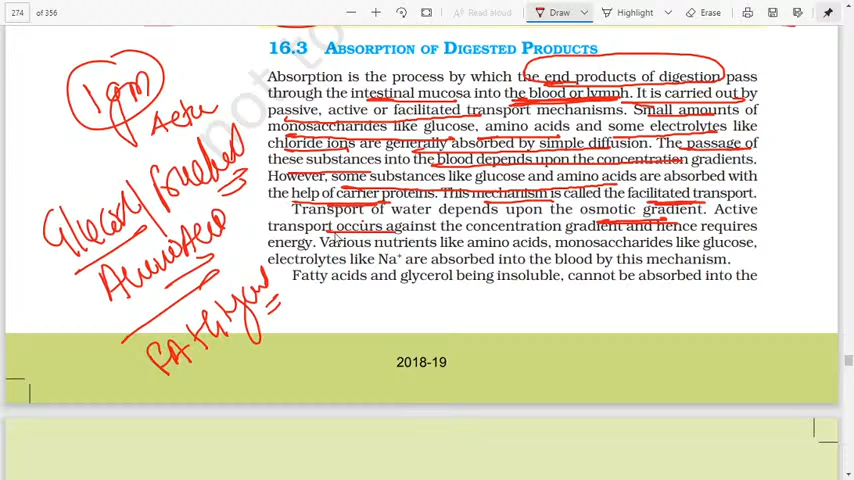 274 of 356
Read aloud
Draw
Highlight
Erase
16.3 ABSORPTION OF DIGESTED PRODUCTS
Absorption is the process by which the end products of digestion pass
through the intestinal mucosa into the blood or lymph. It is carried out by
passive, active or facilitated transport mechanisms. Small amounts of
monosaccharides like glucose, amino acids and some electrolytes like
chloride ions are generally absorbed by simple diffusion. The passage of
these substances into the blood depends upon the concentration gradients.
However, some substances like glucose and amino acids are absorbed with
the help of carrier proteins. This mechanism is called the facilitated transport.
Transport of water depends upon the osmotic gradient. Active
transport occurs against the concentration gradient and hence requires
energy. Various nutrients like amino acids, monosaccharides like glucose,
electrolytes like Na+ are absorbed into the blood by this mechanism.
Fatty acids and glycerol being insoluble, cannot be absorbed into the
2018-19
not to